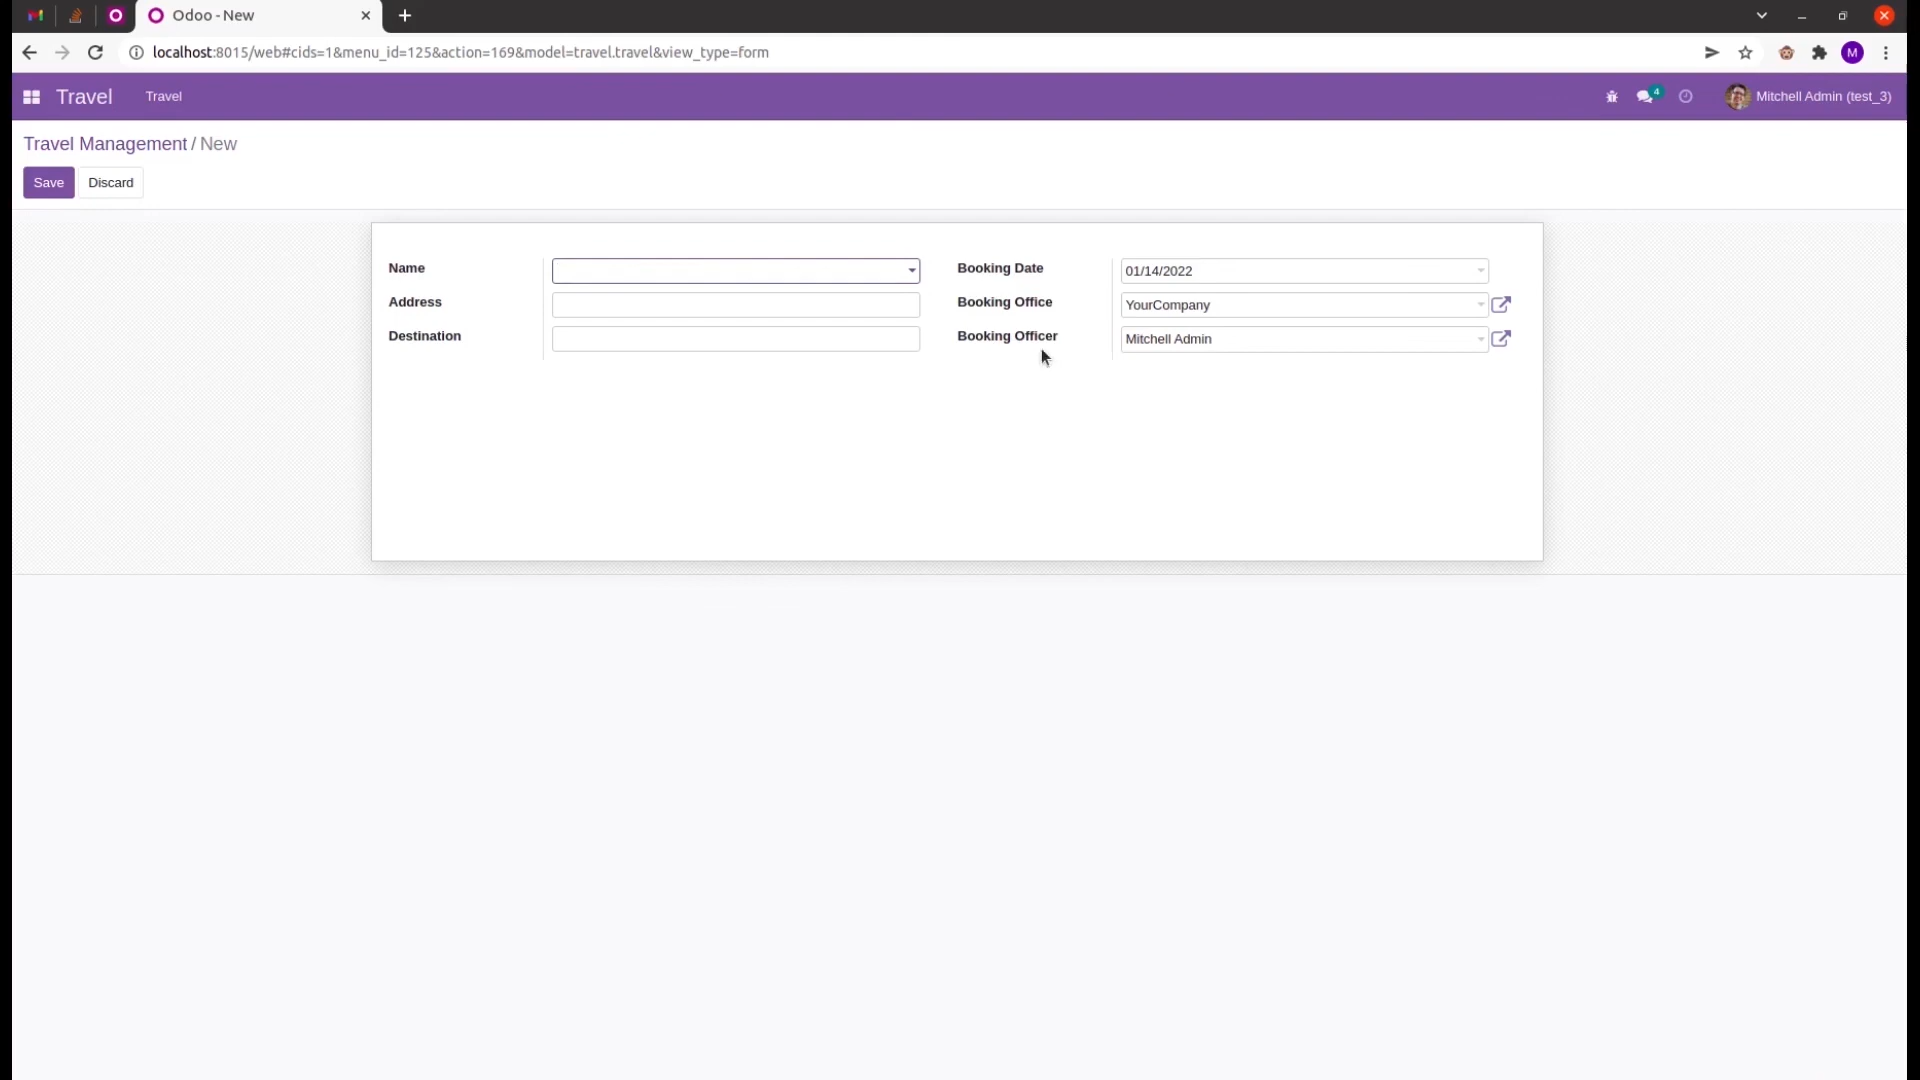 Odoo - New
localhost:8015/web#cids=1&menu_id=125&action=169&model=travel.travel&view_type=form
M
Travel
Travel
4
Mitchell Admin (test_3)
Travel Management / New
Save
Discard
Name
Booking Date
01/14/2022
Address
Booking Office
YourCompany
Destination
Booking Officer
Mitchell Admin